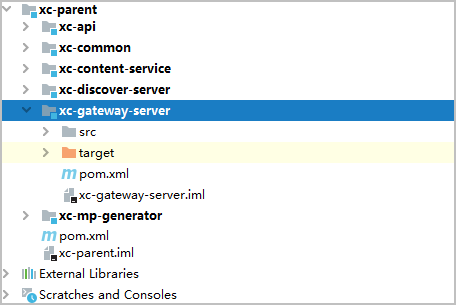 xc-parent
xc-api
xc-common
xc-content-service
xc-discover-server
xc-gateway-server
src
target
pom.xml
xc-gateway-server.iml
xc-mp-generator
pom.xml
xc-parent.iml
External Libraries
Scratches and Consoles